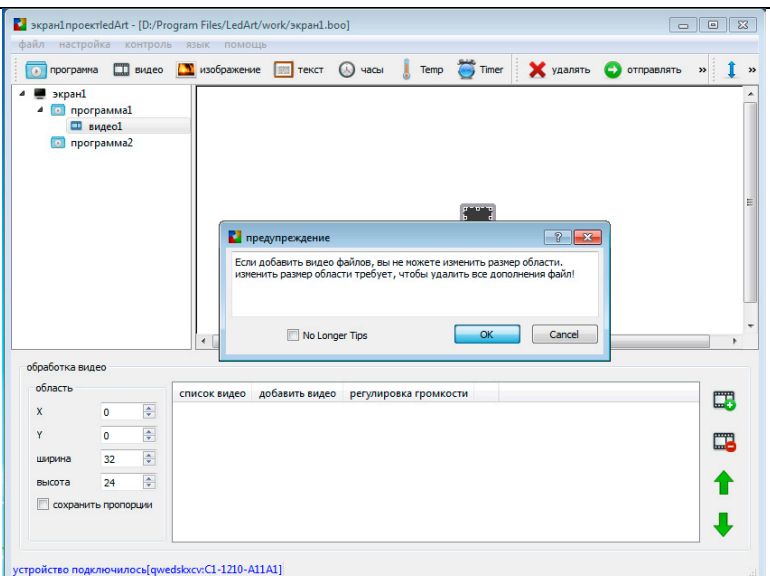 экран1проектledArt - [D:/Program Files/LedArt/work/экран1.boo]
файл настройка контроль язык помощь
программа видео изображение текст часы Temp Timer удалять отправлять » »
экран1
программа1
видео1
программа2
предупреждение
Если добавить видео файлов, вы не можете изменить размер области.
изменить размер области требует, чтобы удалить все дополнения файл!
No Longer Tips OK Cancel
обработка видео
область
список видео добавить видео регулировка громкости
X 0
Y 0
ширина 32
высота 24
сохранить пропорции
устройство подключилось[qwedskxcv:C1-1210-A11A1]